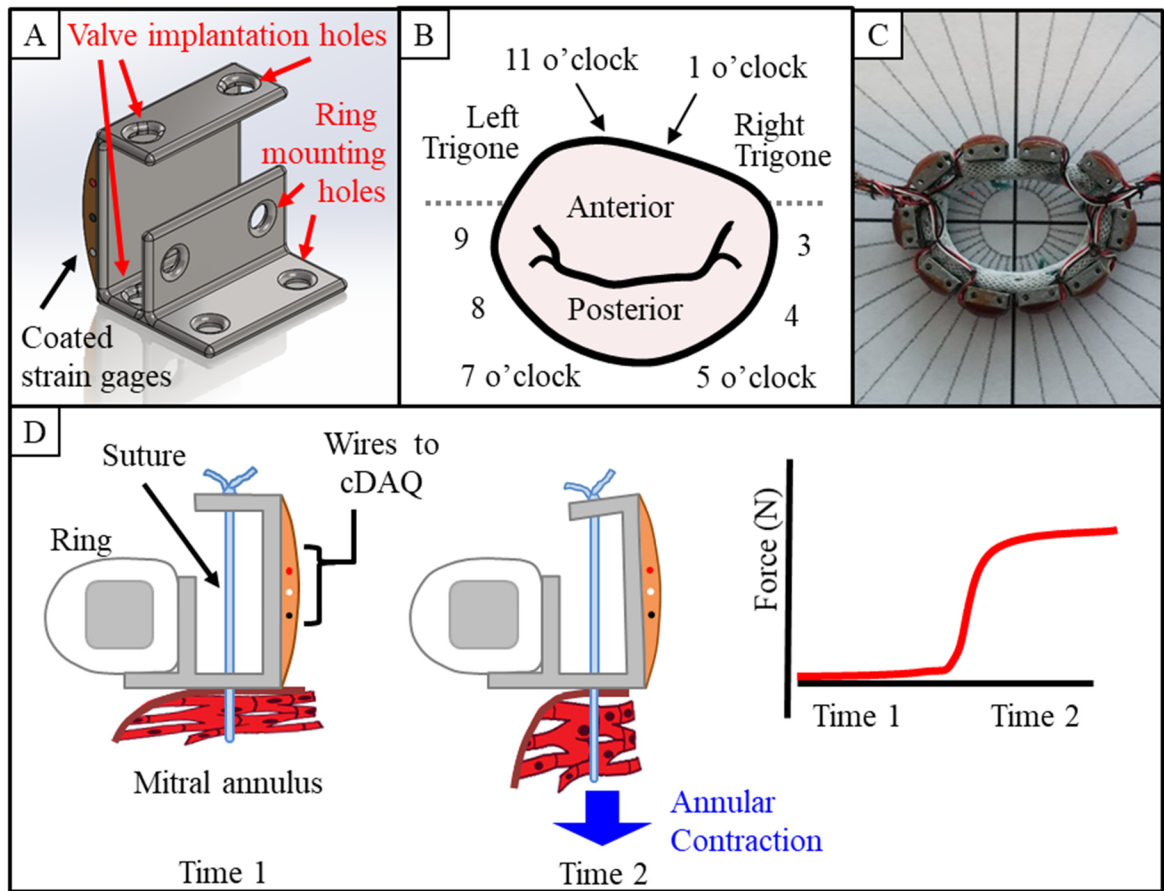 A
Valve implantation holes
Ring
mounting
holes
Coated
strain gages
B
11 o’clock
1 o’clock
Left
Trigone
Right
Trigone
Anterior
9
3
Posterior
8
4
7 o’clock
5 o’clock
C
D
Suture
Wires to
cDAQ
Ring
Mitral annulus
Time 1
Annular
Contraction
Time 2
Force (N)
Time 1
Time 2